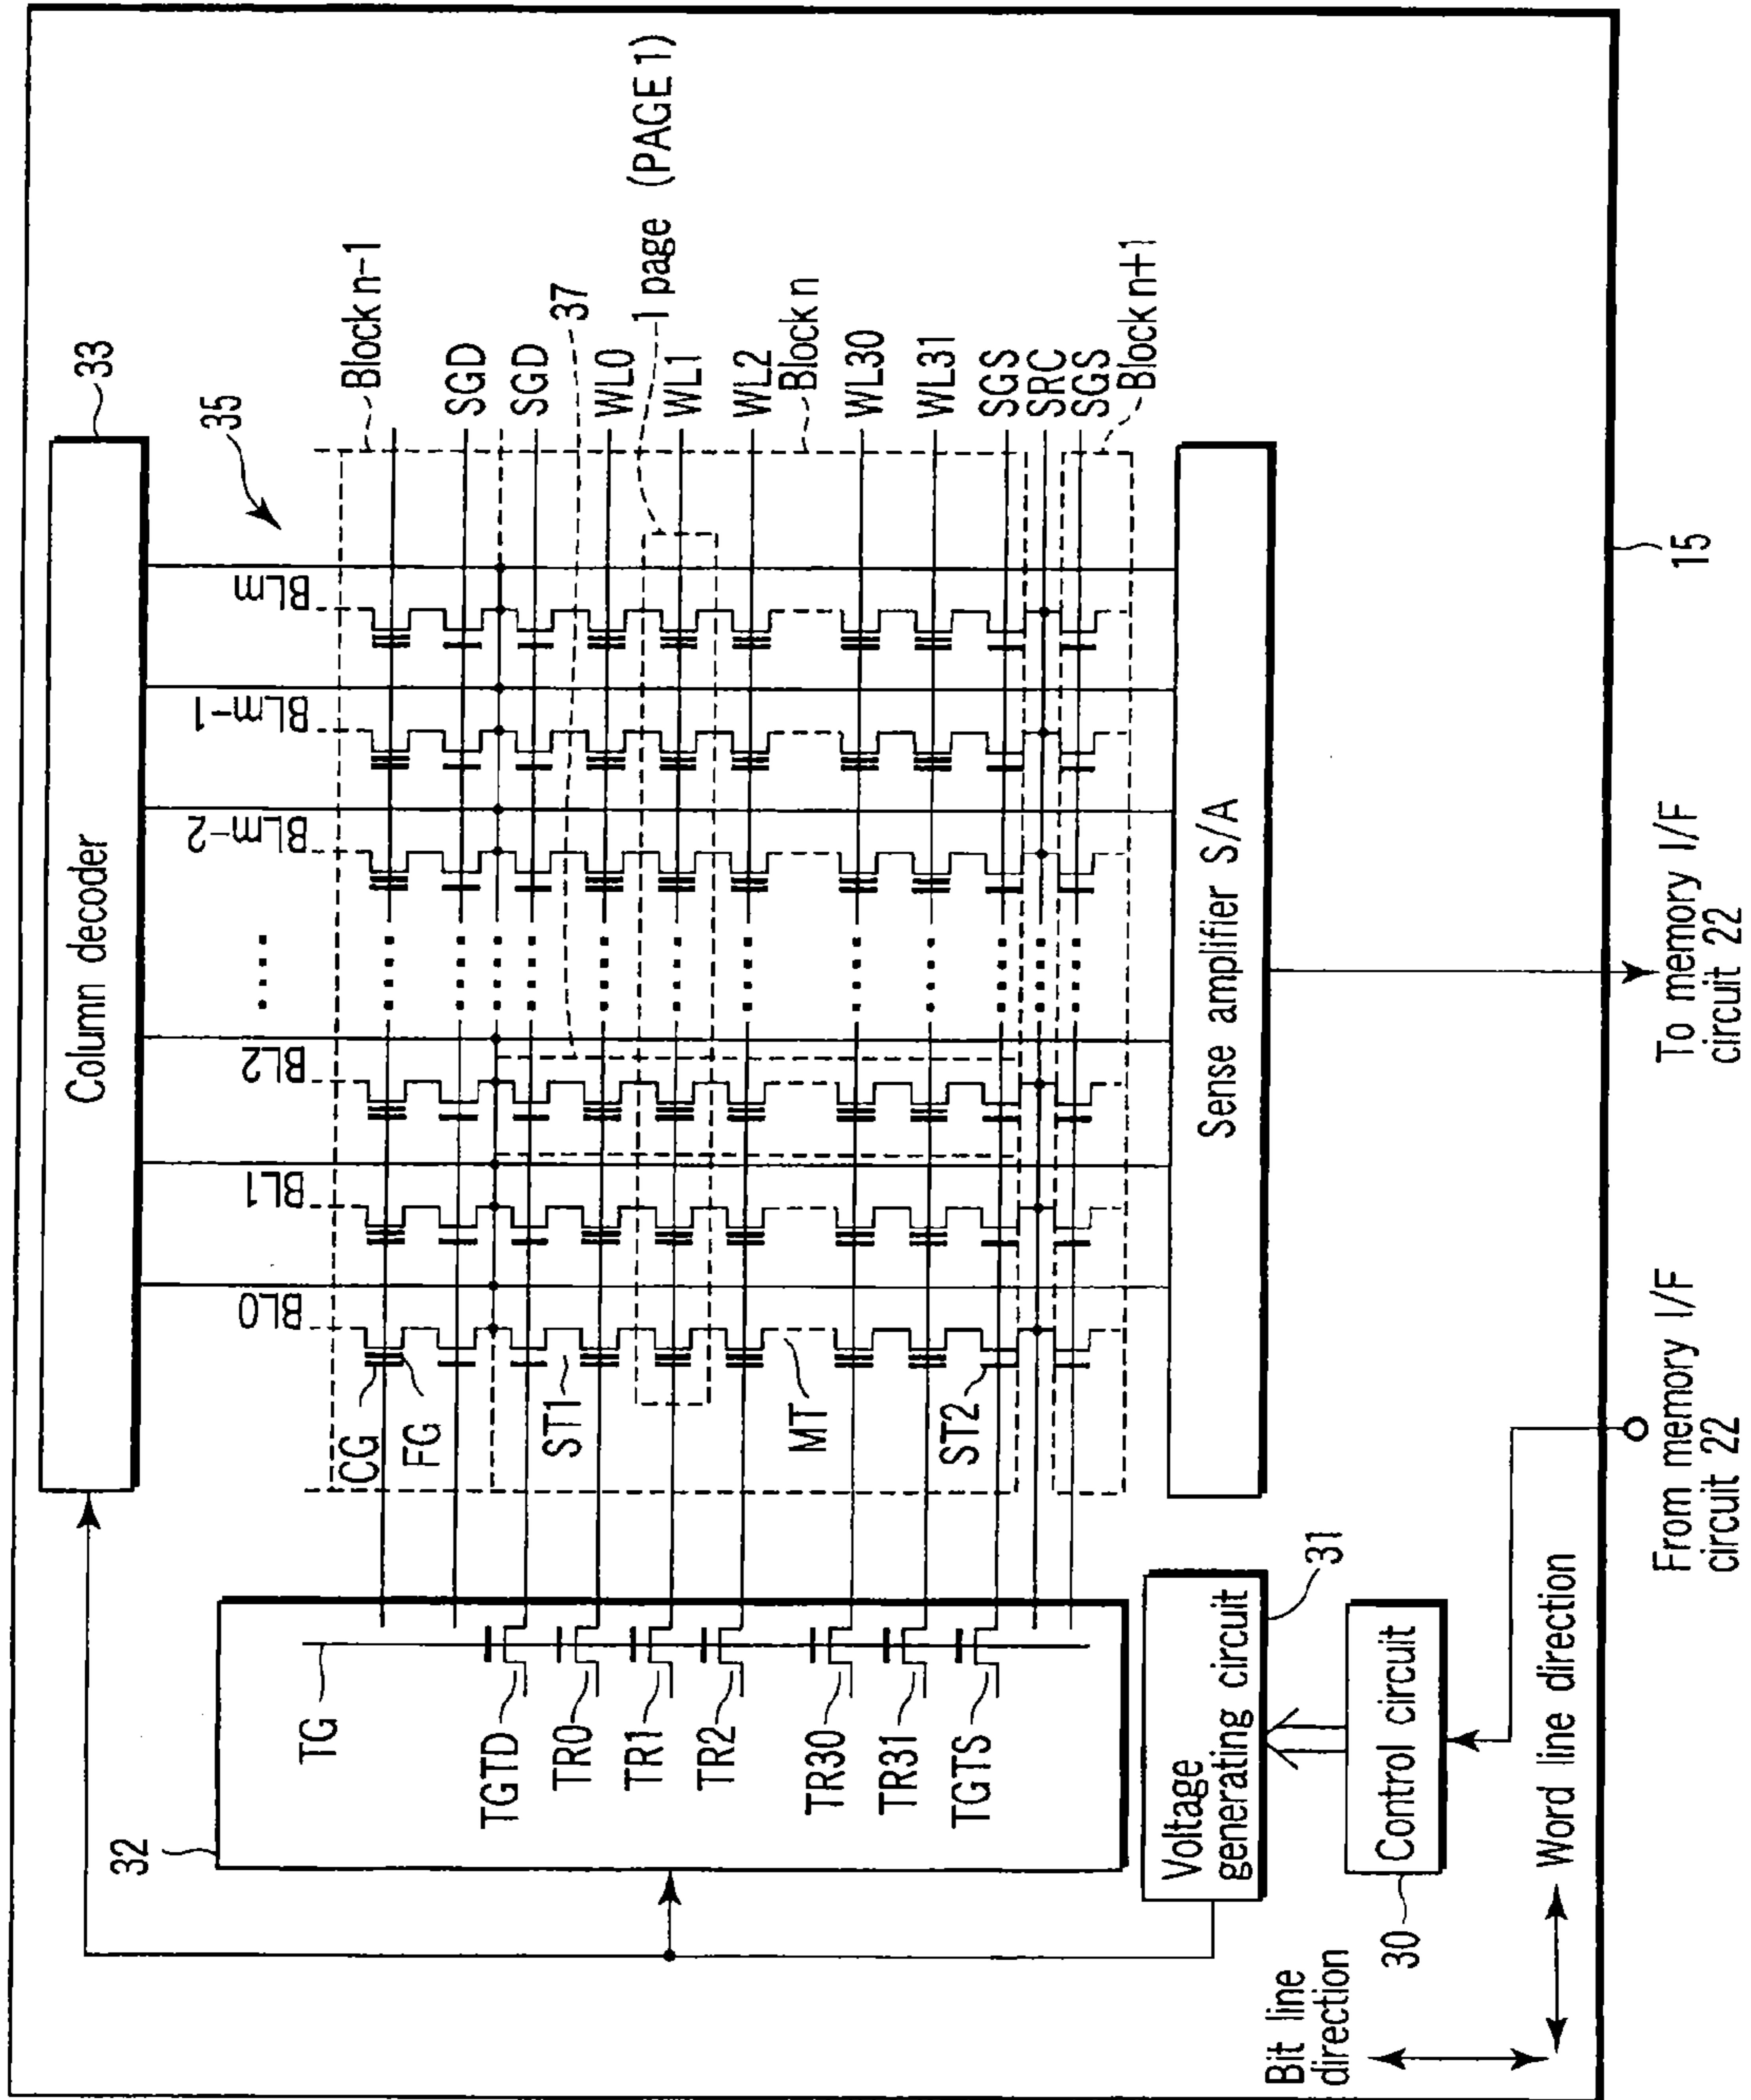 Column decoder
33
35
BL0
BL1
BL2
BLm-2
BLm-1
BLm
Block n-1
SGD
SGD
37
WL0
1 page (PAGE 1)
WL1
WL2
Block n
WL30
WL31
SGS
SRC
SGS
Block n+1
CG
FG
ST1
MT
ST2
32
TG
TGTD
TR0
TR1
TR2
TR30
TR31
TGTS
Sense amplifier S/A
Voltage
generating circuit
31
Control circuit
30
Bit line
direction
Word line direction
From memory I/F
circuit 22
To memory I/F
circuit 22
15